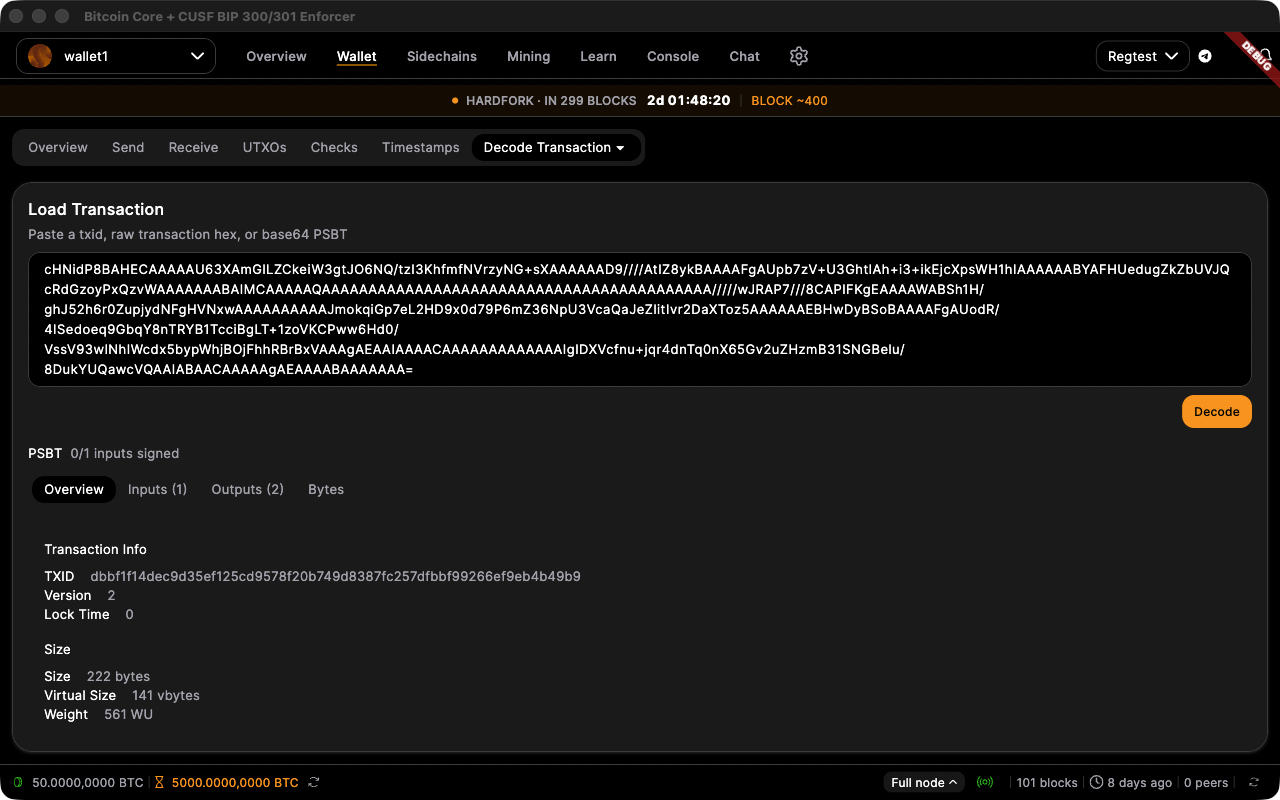 Bitcoin Core + CUSF BIP 300/301 Enforcer
wallet1
Overview
Wallet
Sidechains
Mining
Learn
Console
Chat
Regtest
DEBUG
HARDFORK · IN 299 BLOCKS 2d 01:48:20 BLOCK ~400
Overview
Send
Receive
UTXOs
Checks
Timestamps
Decode Transaction
Load Transaction
Paste a txid, raw transaction hex, or base64 PSBT
cHNidP8BAHECAAAAAU63XAmGILZCkeiW3gtJO6NQ/tzI3KhfmfNVrzyNG+sXAAAAAAD9////AtIZ8ykBAAAAFgAUpb7zV+U3GhtIAh+i3+ikEjcXpsWH1hIAAAAAABYAFHUedugZkZbUVJQ
cRdGzoyPxQzvWAAAAAAABAIMCAAAAAQAAAAAAAAAAAAAAAAAAAAAAAAAAAAAAAAAAAAAAAAAA/////wJRAP7///8CAPIFKgEAAAAWABSh1H/
ghJ52h6r0ZupjydNFgHVNxwAAAAAAAAAAJmokqiGp7eL2HD9x0d79P6mZ36NpU3VcaQaJeZIitIvr2DaXToz5AAAAAAEBHwDyBSoBAAAAFgAUodR/
4ISedoeq9GbqY8nTRYB1TcciBgLT+1zoVKCPww6Hd0/
VssV93wINhIWcdx5bypWhjBOjFhhRBrBxVAAAgAEAAIAAAACAAAAAAAAAAAAAIgIDXVcfnu+jqr4dnTq0nX65Gv2uZHzmB31SNGBeIu/
8DukYUQawcVQAAIABAACAAAAAgAEAAAABAAAAAAA=
Decode
PSBT 0/1 inputs signed
Overview
Inputs (1)
Outputs (2)
Bytes
Transaction Info
TXID dbbf1f14dec9d35ef125cd9578f20b749d8387fc257dfbbf99266ef9eb4b49b9
Version 2
Lock Time 0
Size
Size 222 bytes
Virtual Size 141 vbytes
Weight 561 WU
50.0000,0000 BTC
5000.0000,0000 BTC
Full node
101 blocks
8 days ago
0 peers